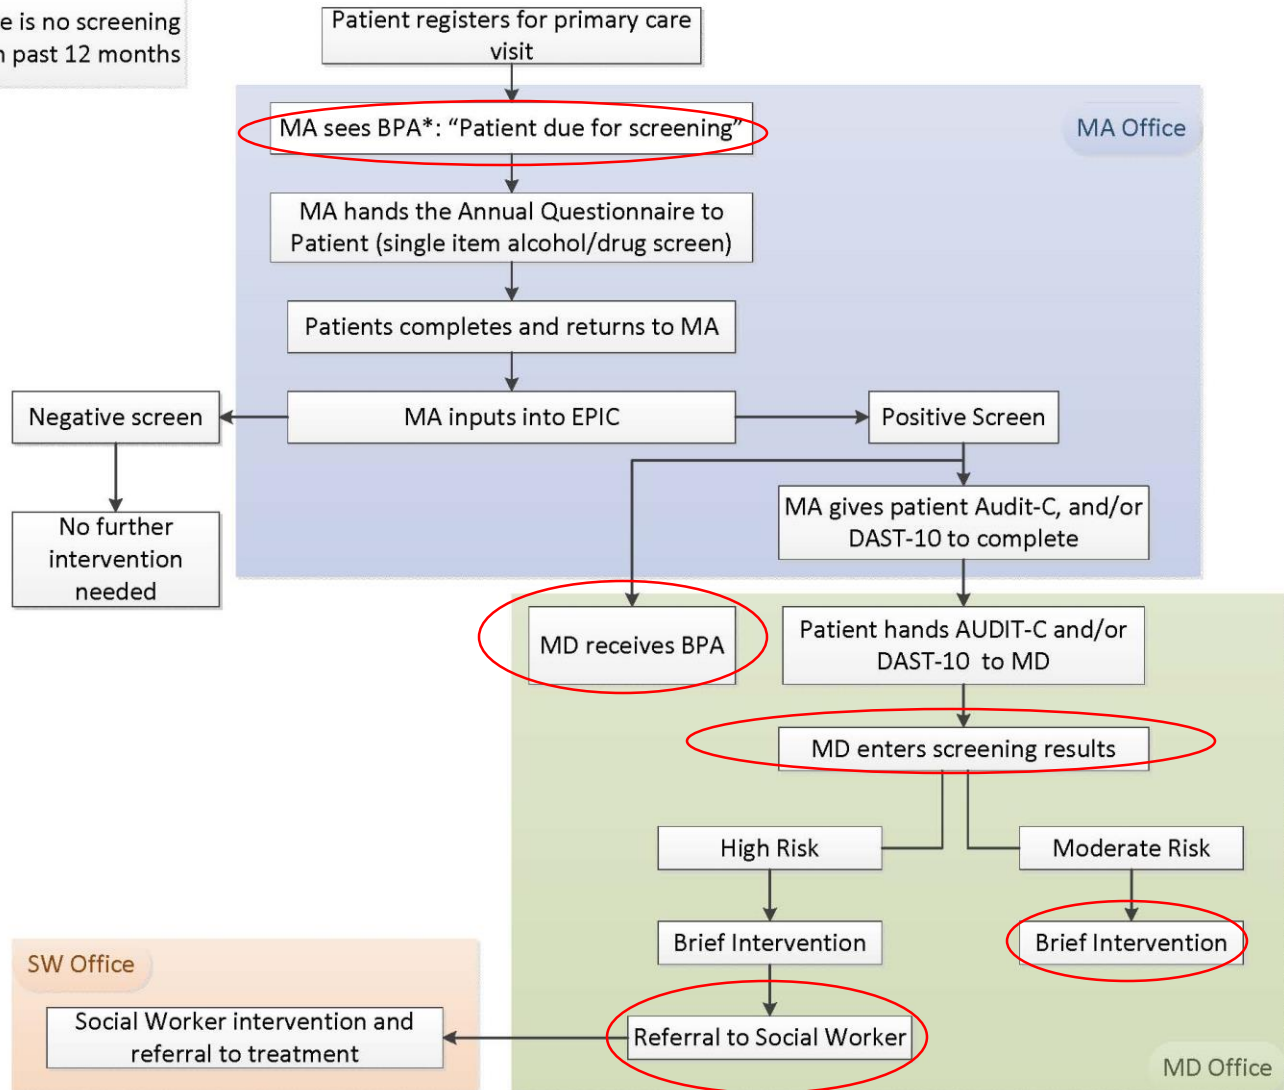 e is no screening
past 12 months
Patient registers for primary care
visit
MA Office
MA sees BPA*: “Patient due for screening”
MA hands the Annual Questionnaire to
Patient (single item alcohol/drug screen)
Patients completes and returns to MA
Negative screen
MA inputs into EPIC
Positive Screen
No further
intervention
needed
MA gives patient Audit-C, and/or
DAST-10 to complete
MD receives BPA
Patient hands AUDIT-C and/or
DAST-10 to MD
MD enters screening results
High Risk
Moderate Risk
Brief Intervention
Brief Intervention
SW Office
Social Worker intervention and
referral to treatment
Referral to Social Worker
MD Office